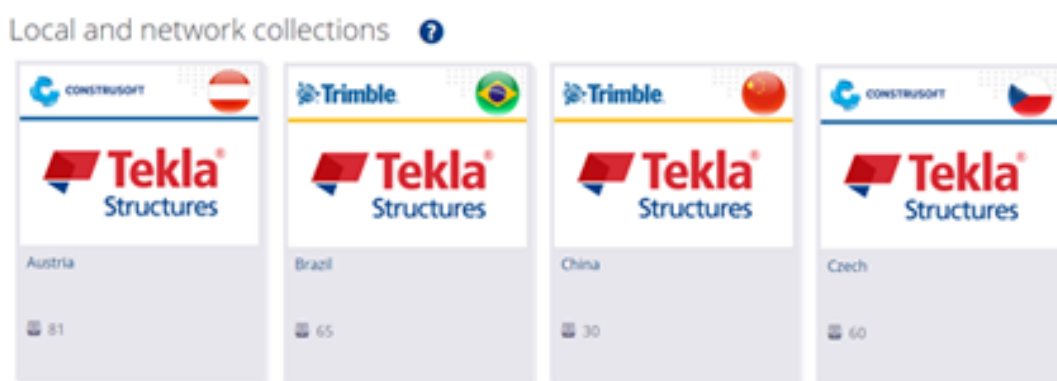 Local and network collections ?
CONSTRUSOFT
Tekla®
Structures
Austria
81
Trimble
Tekla®
Structures
Brazil
65
Trimble
Tekla®
Structures
China
30
CONSTRUSOFT
Tekla®
Structures
Czech
60